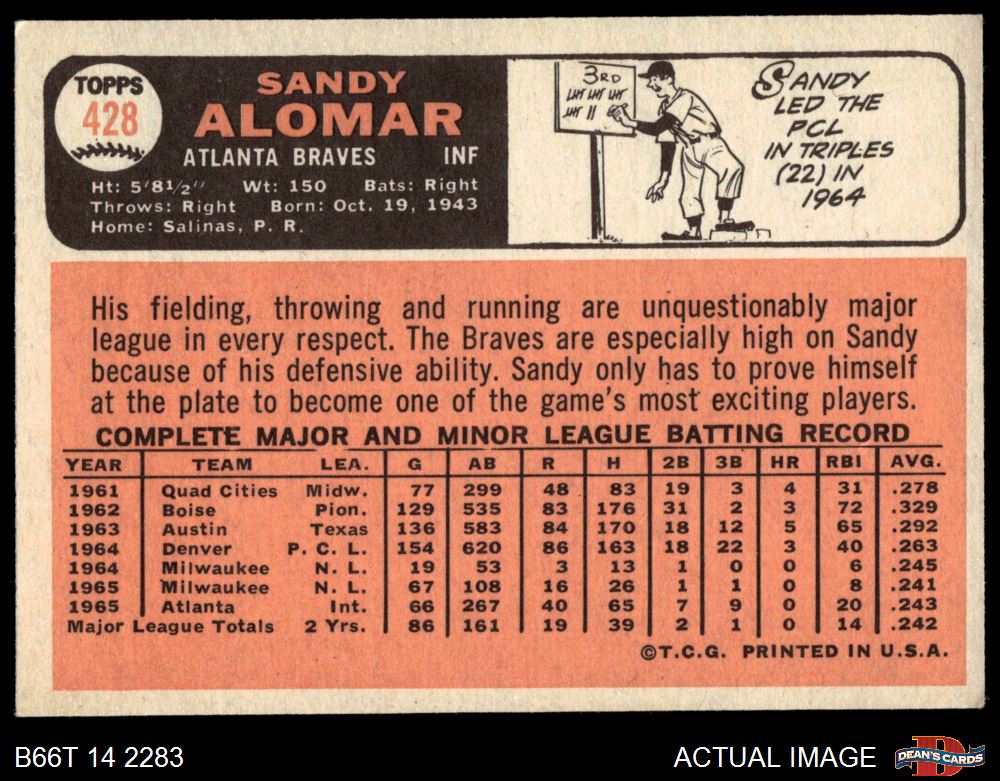 TOPPS
428
SANDY
ALOMAR
ATLANTA BRAVES INF
Ht: 5'8½" Wt: 150 Bats: Right
Throws: Right Born: Oct. 19, 1943
Home: Salinas, P. R.
3RD
SANDY
LED THE
PCL
IN TRIPLES
(22) IN
1964
His fielding, throwing and running are unquestionably major
league in every respect. The Braves are especially high on Sandy
because of his defensive ability. Sandy only has to prove himself
at the plate to become one of the game's most exciting players.
COMPLETE MAJOR AND MINOR LEAGUE BATTING RECORD
YEAR TEAM LEA. G AB R H 2B 3B HR RBI AVG.
1961 Quad Cities Midw. 77 299 48 83 19 3 4 31 .278
1962 Boise Pion. 129 535 83 176 31 2 3 72 .329
1963 Austin Texas 136 583 84 170 18 12 5 65 .292
1964 Denver P. C. L. 154 620 86 163 18 22 3 40 .263
1964 Milwaukee N. L. 19 53 3 13 1 0 0 6 .245
1965 Milwaukee N. L. 67 108 16 26 1 1 0 8 .241
1965 Atlanta Int. 66 267 40 65 7 9 0 20 .243
Major League Totals 2 Yrs. 86 161 19 39 2 1 0 14 .242
©T.C.G. PRINTED IN U.S.A.
B66T 14 2283
ACTUAL IMAGE
DEAN'S CARDS